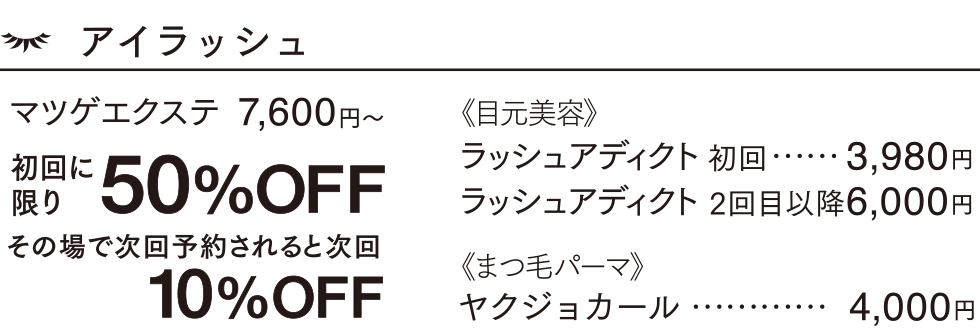 アイラッシュ
マツゲエクステ 7,600円~
初回に
限り 50%OFF
その場で次回予約されると次回
10%OFF
《目元美容》
ラッシュアディクト 初回…… 3,980円
ラッシュアディクト 2回目以降6,000円
《まつ毛パーマ》
ヤクジョカール ………… 4,000円